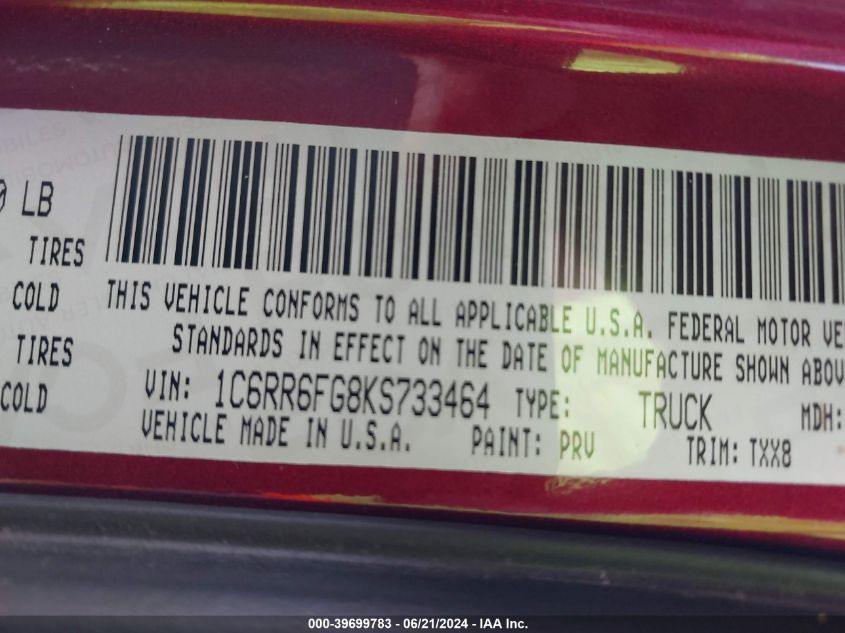 LB
TIRES
COLD
THIS VEHICLE CONFORMS TO ALL APPLICABLE U.S.A. FEDERAL MOTOR
TIRES
STANDARDS IN EFFECT ON THE DATE OF MANUFACTURE SHOWN
COLD
VIN: 1C6RR6FG8KS733464 TYPE: TRUCK MDH:
VEHICLE MADE IN U.S.A. PAINT: PRV TRIM: TXX8
000-39699783 - 06/21/2024 - IAA Inc.